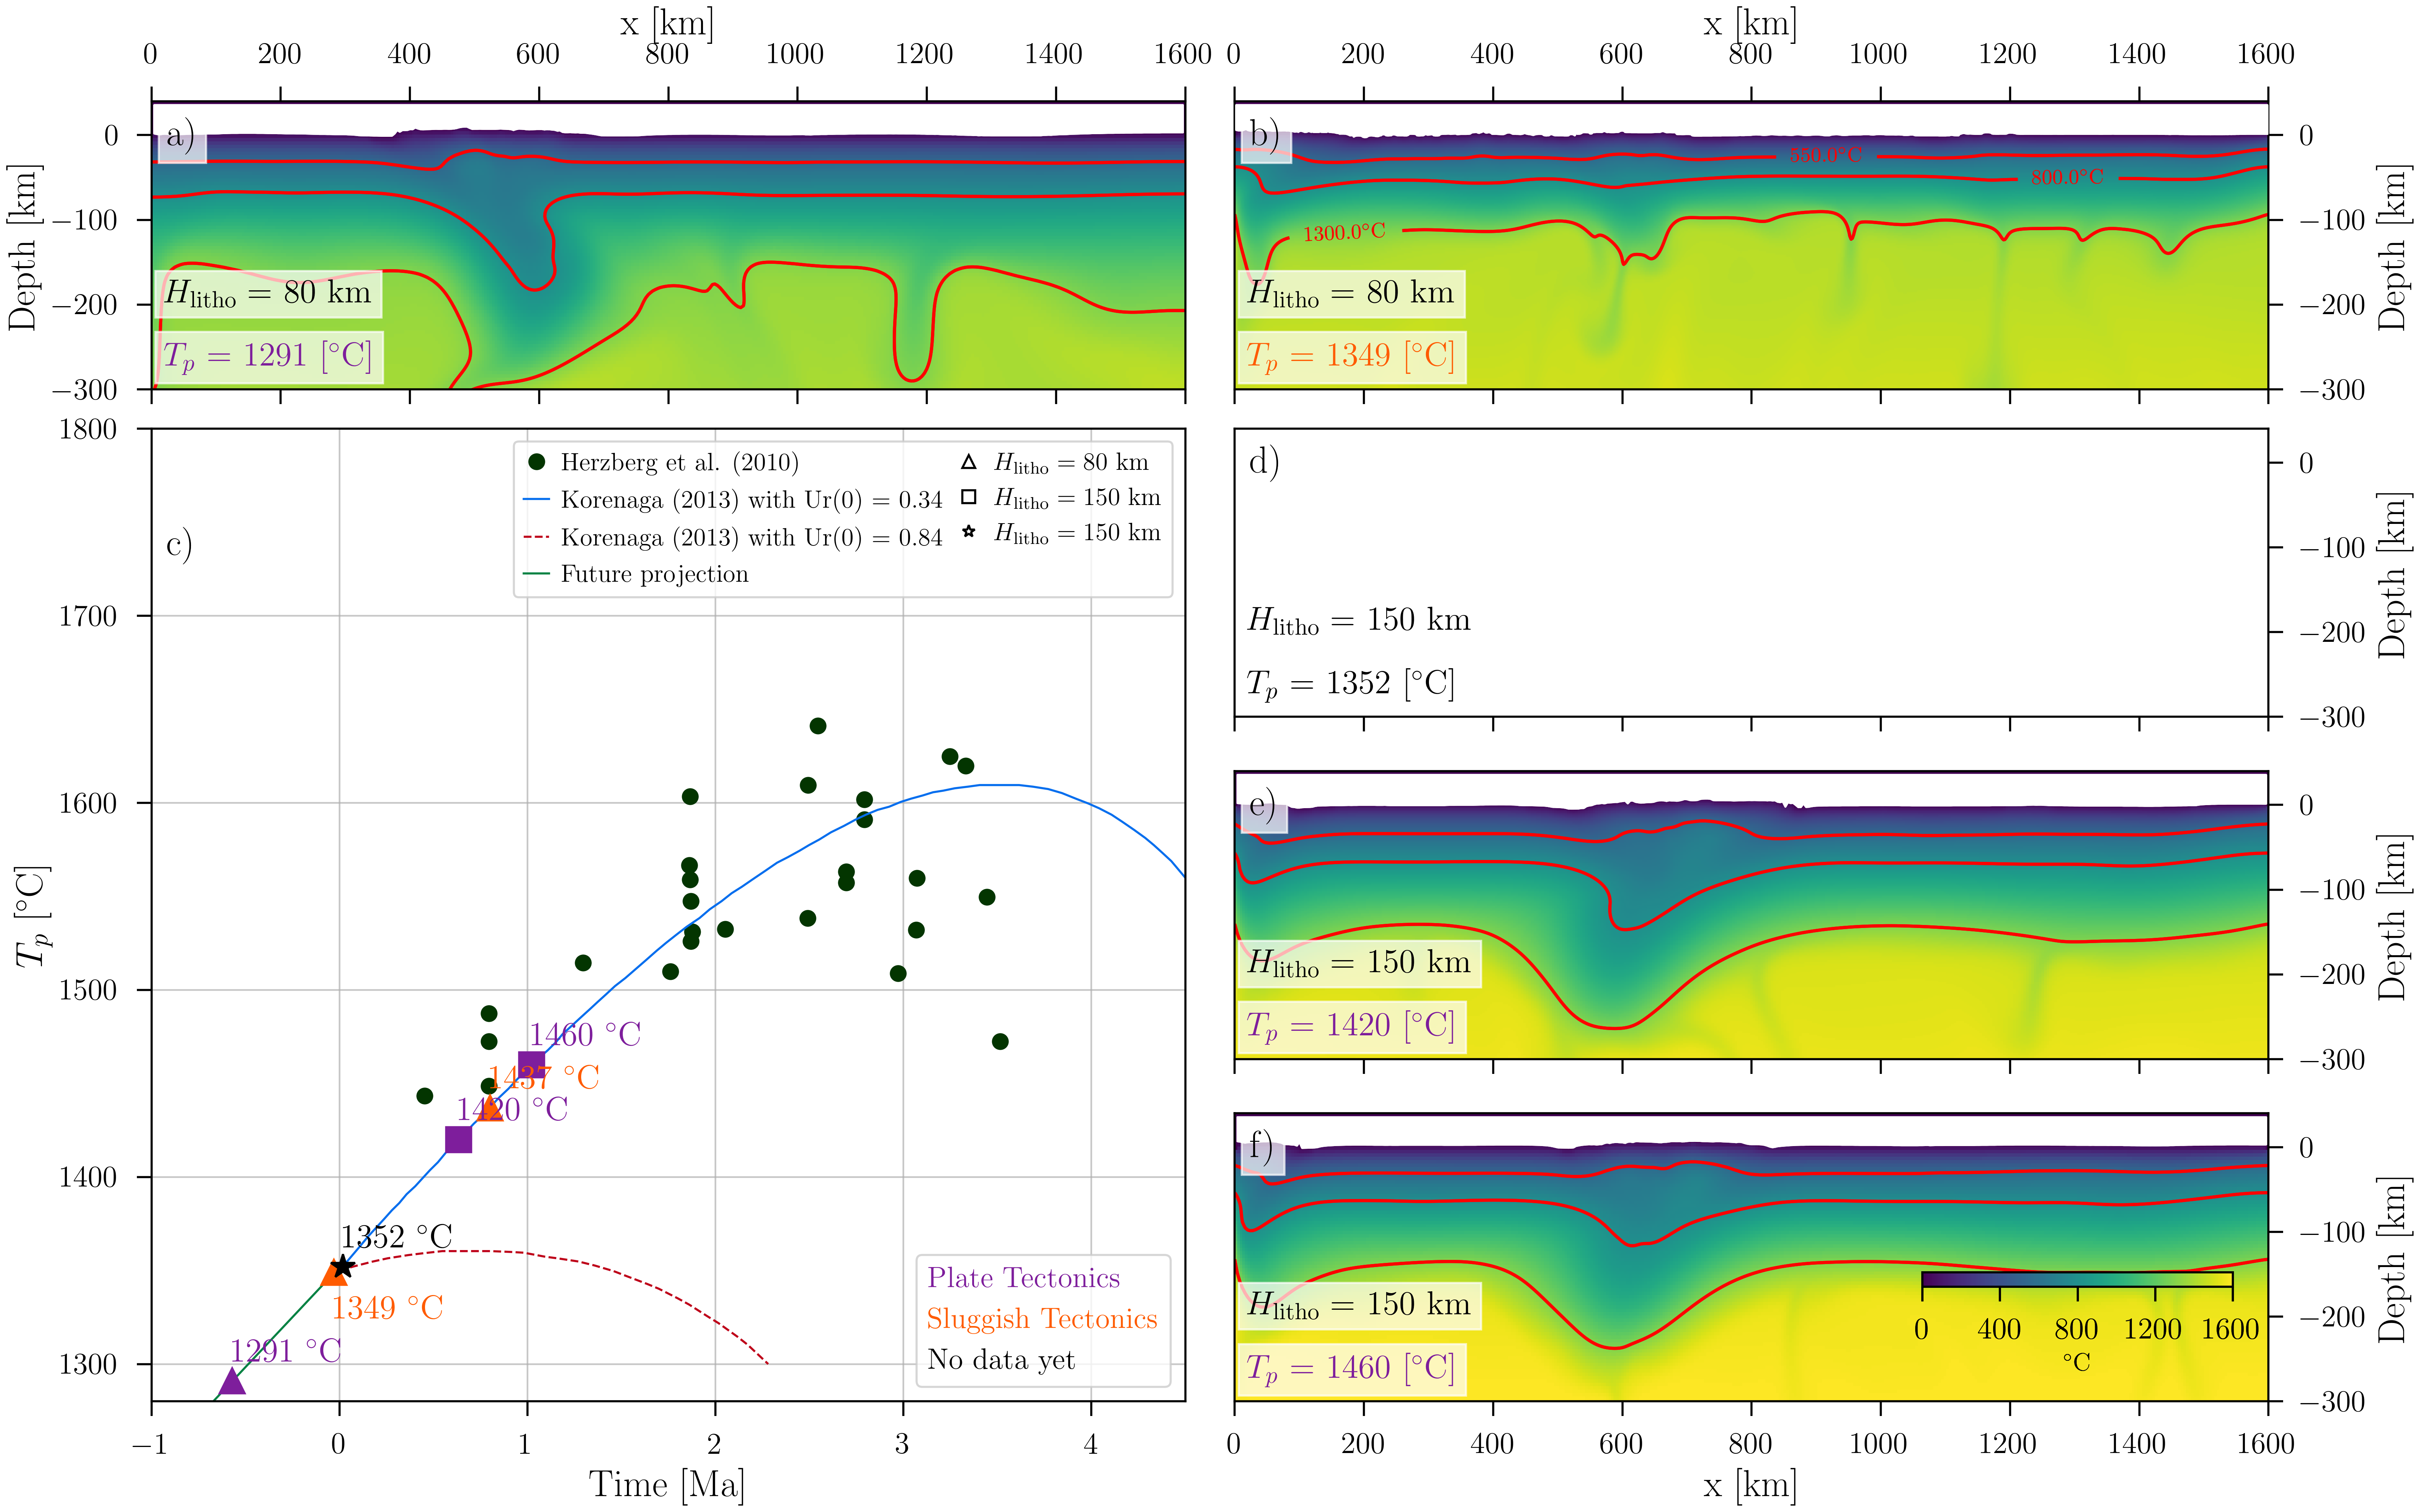 x [km]
0 200 400 600 800 1000 1200 1400 1600
a)
Depth [km]
0
−100
−200
−300
H_litho = 80 km
T_p = 1291 [°C]
x [km]
0 200 400 600 800 1000 1200 1400 1600
b)
550.0°C
800.0°C
1300.0°C
H_litho = 80 km
T_p = 1349 [°C]
0
−100
−200
−300
Depth [km]
c)
Herzberg et al. (2010)
Korenaga (2013) with Ur(0) = 0.34
Korenaga (2013) with Ur(0) = 0.84
Future projection
H_litho = 80 km
H_litho = 150 km
H_litho = 150 km
T_p [°C]
1800
1700
1600
1500
1400
1300
1460 °C
1437 °C
1420 °C
1352 °C
1349 °C
1291 °C
Plate Tectonics
Sluggish Tectonics
No data yet
−1 0 1 2 3 4
Time [Ma]
d)
H_litho = 150 km
T_p = 1352 [°C]
0
−100
−200
−300
Depth [km]
e)
H_litho = 150 km
T_p = 1420 [°C]
0
−100
−200
−300
Depth [km]
f)
H_litho = 150 km
T_p = 1460 [°C]
0 400 800 1200 1600
°C
0
−100
−200
−300
Depth [km]
0 200 400 600 800 1000 1200 1400 1600
x [km]